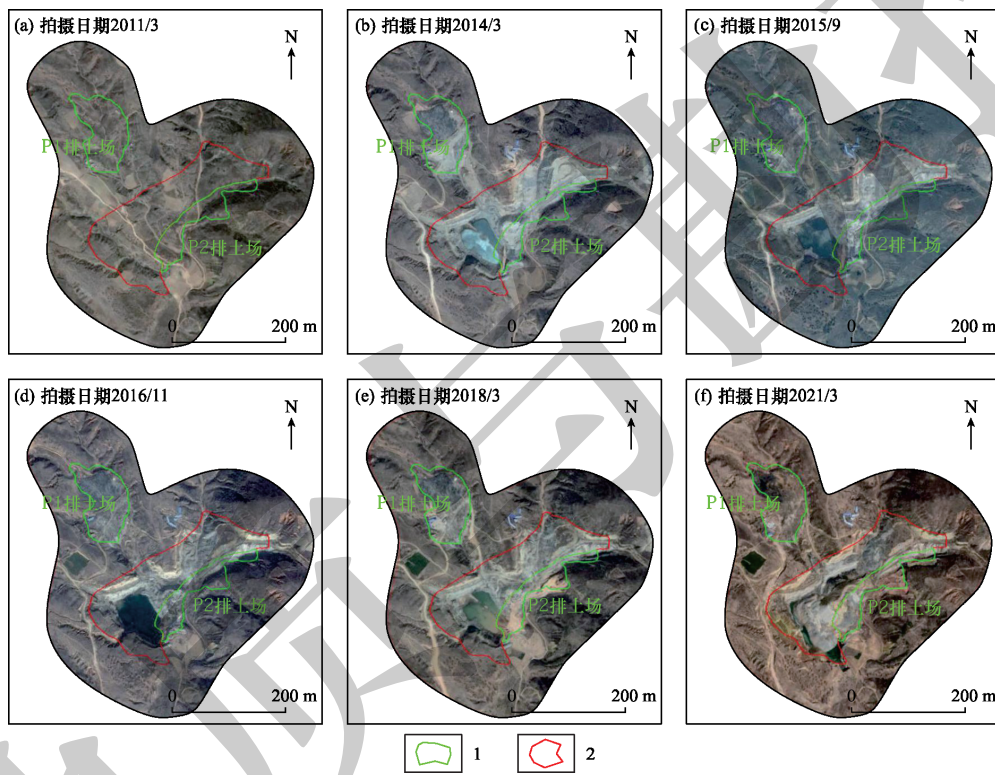 (a) 拍摄日期2011/3
N
P1排土场
P2排土场
0 200 m
(b) 拍摄日期2014/3
N
P1排土场
P2排土场
0 200 m
(c) 拍摄日期2015/9
N
P1排土场
P2排土场
0 200 m
(d) 拍摄日期2016/11
N
P1排土场
P2排土场
0 200 m
(e) 拍摄日期2018/3
N
P1排土场
P2排土场
0 200 m
(f) 拍摄日期2021/3
N
P1排土场
P2排土场
0 200 m
1
2